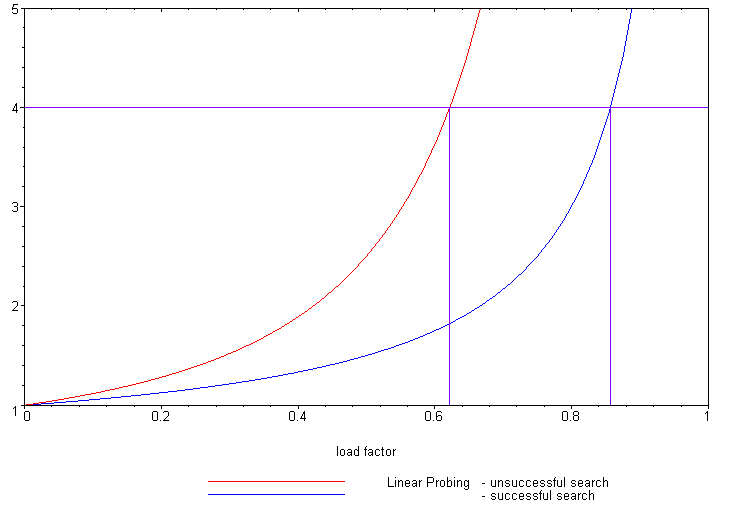 5
4
3
2
1
0 0.2 0.4 0.6 0.8 1
load factor
Linear Probing - unsuccessful search
- successful search